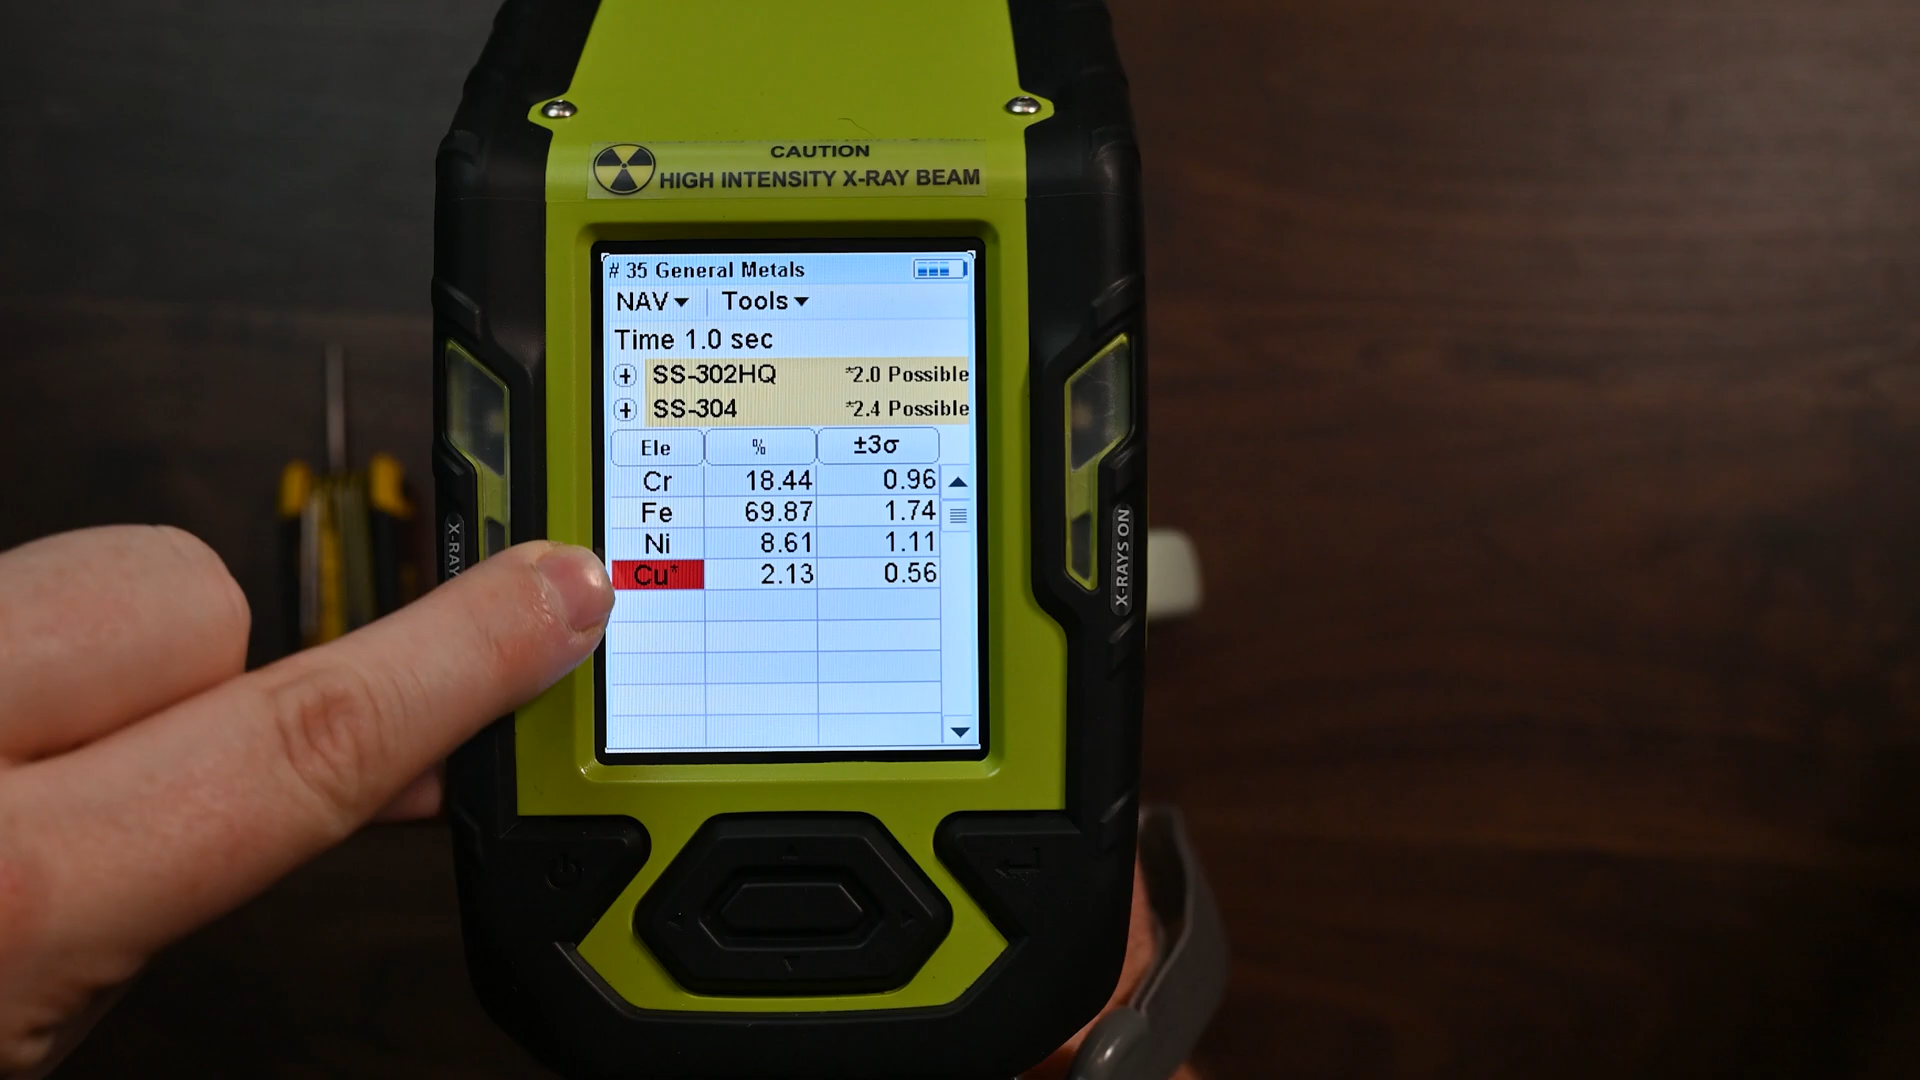 CAUTION
HIGH INTENSITY X-RAY BEAM
# 35 General Metals
NAV Tools
Time 1.0 sec
SS-302HQ *2.0 Possible
SS-304 *2.4 Possible
Ele % ±3σ
Cr 18.44 0.96
Fe 69.87 1.74
Ni 8.61 1.11
Cu* 2.13 0.56
X-RAY
X-RAYS ON